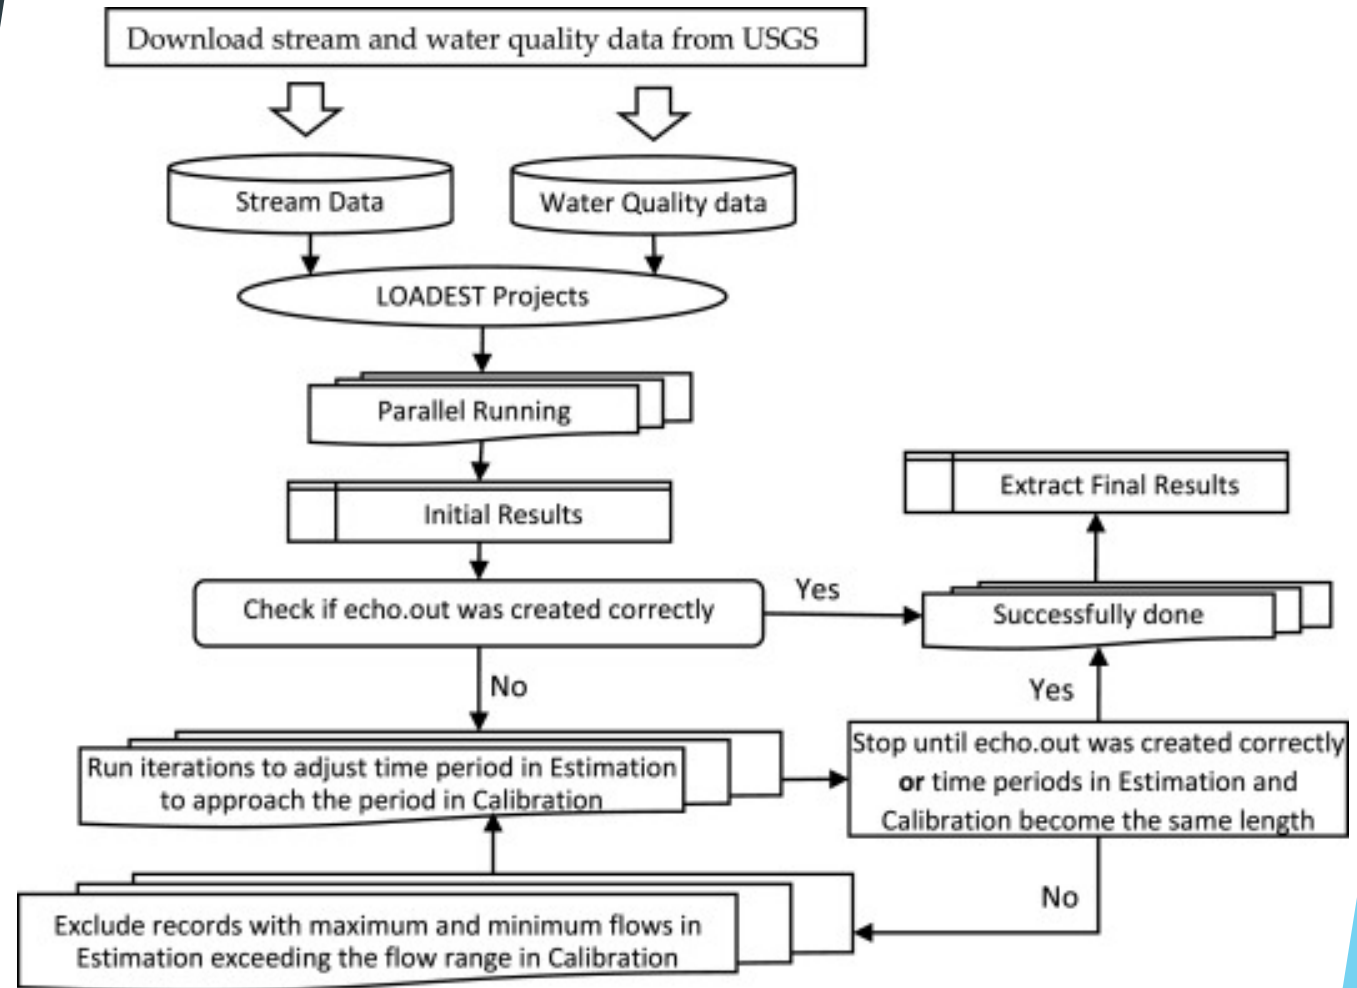 Download stream and water quality data from USGS
Stream Data
Water Quality data
LOADEST Projects
Parallel Running
Initial Results
Extract Final Results
Check if echo.out was created correctly
Yes
Successfully done
No
Yes
Run iterations to adjust time period in Estimation
to approach the period in Calibration
Stop until echo.out was created correctly
or time periods in Estimation and
Calibration become the same length
No
Exclude records with maximum and minimum flows in
Estimation exceeding the flow range in Calibration